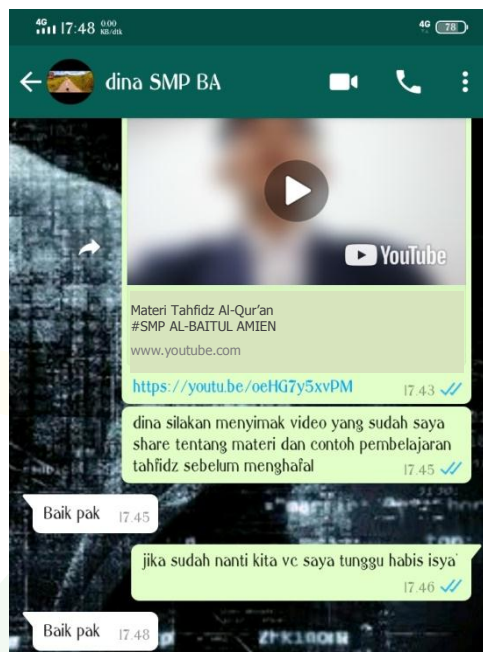 4G 17:48 0.00 KB/dtk 4G 78
dina SMP BA
YouTube
Materi Tahfidz Al-Qur'an
#SMP AL-BAITUL AMIEN
www.youtube.com
https://youtu.be/oeHG7y5xvPM 17.43
dina silakan menyimak video yang sudah saya
share tentang materi dan contoh pembelajaran
tahfidz sebelum menghafal 17.45
Baik pak 17.45
jika sudah nanti kita vc saya tunggu habis isya'
17.46
Baik pak 17.48